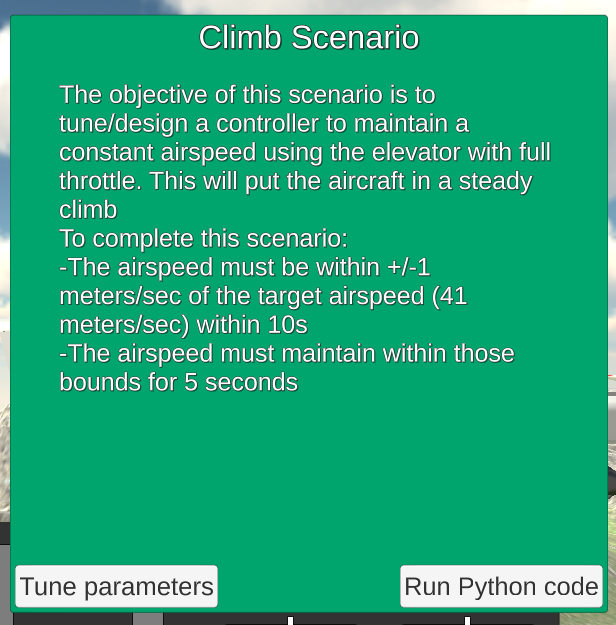 Climb Scenario
The objective of this scenario is to
tune/design a controller to maintain a
constant airspeed using the elevator with full
throttle. This will put the aircraft in a steady
climb
To complete this scenario:
-The airspeed must be within +/-1
meters/sec of the target airspeed (41
meters/sec) within 10s
-The airspeed must maintain within those
bounds for 5 seconds
Tune parameters
Run Python code